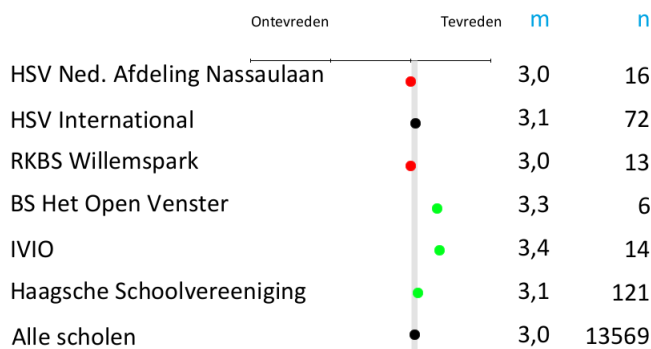 Ontevreden Tevreden m n
HSV Ned. Afdeling Nassaulaan 3,0 16
HSV International 3,1 72
RKBS Willemspark 3,0 13
BS Het Open Venster 3,3 6
IVIO 3,4 14
Haagsche Schoolvereeniging 3,1 121
Alle scholen 3,0 13569